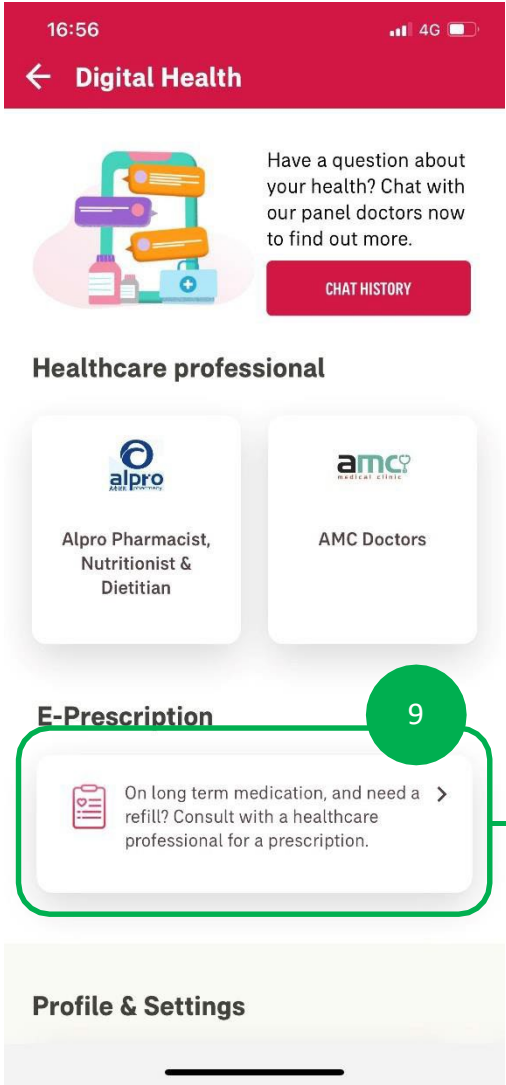 16:56
4G
Digital Health
Have a question about
your health? Chat with
our panel doctors now
to find out more.
CHAT HISTORY
Healthcare professional
alpro
pharmacy
amc
medical clinic
Alpro Pharmacist,
Nutritionist &
Dietitian
AMC Doctors
E-Prescription
9
On long term medication, and need a
refill? Consult with a healthcare
professional for a prescription.
Profile & Settings